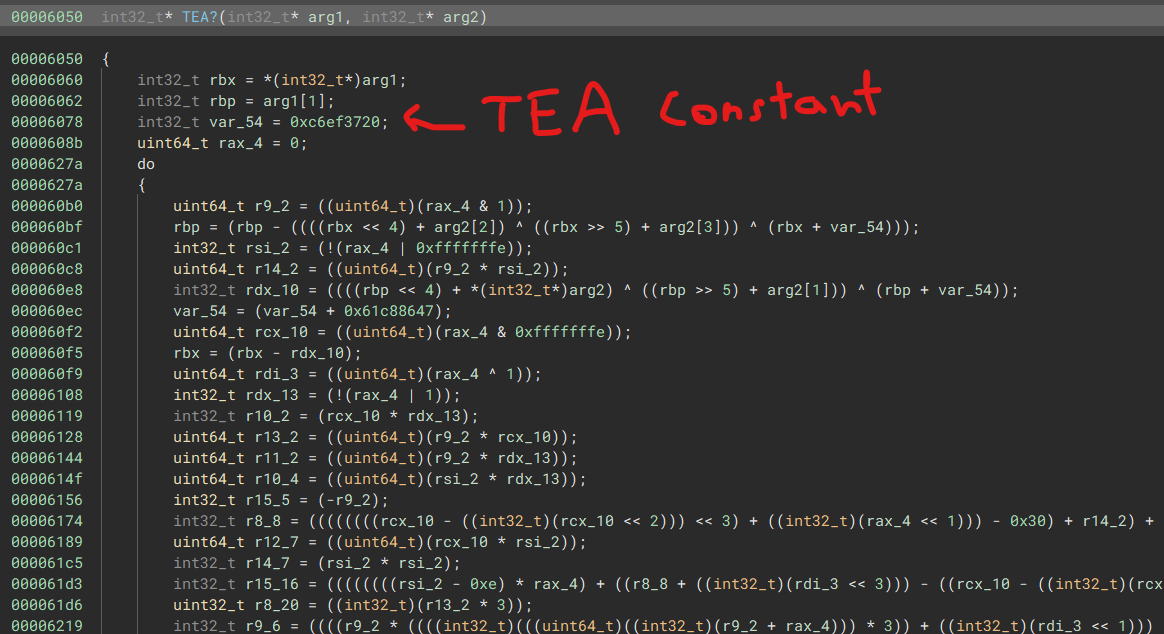 00006050 int32_t* TEA?(int32_t* arg1, int32_t* arg2)
00006050 {
00006060 int32_t rbx = *(int32_t*)arg1;
00006062 int32_t rbp = arg1[1];
00006078 int32_t var_54 = 0xc6ef3720; TEA Constant
0000608b uint64_t rax_4 = 0;
0000627a do
0000627a {
000060b0 uint64_t r9_2 = ((uint64_t)(rax_4 & 1));
000060bf rbp = (rbp - ((((rbx << 4) + arg2[2]) ^ ((rbx >> 5) + arg2[3])) ^ (rbx + var_54)));
000060c1 int32_t rsi_2 = (!(rax_4 | 0xfffffffe));
000060c8 uint64_t r14_2 = ((uint64_t)(r9_2 * rsi_2));
000060e8 int32_t rdx_10 = ((((rbp << 4) + *(int32_t*)arg2) ^ ((rbp >> 5) + arg2[1])) ^ (rbp + var_54));
000060ec var_54 = (var_54 + 0x61c88647);
000060f2 uint64_t rcx_10 = ((uint64_t)(rax_4 & 0xfffffffe));
000060f5 rbx = (rbx - rdx_10);
000060f9 uint64_t rdi_3 = ((uint64_t)(rax_4 ^ 1));
00006108 int32_t rdx_13 = (!(rax_4 | 1));
00006119 int32_t r10_2 = (rcx_10 * rdx_13);
00006128 uint64_t r13_2 = ((uint64_t)(r9_2 * rcx_10));
00006144 uint64_t r11_2 = ((uint64_t)(r9_2 * rdx_13));
0000614f uint64_t r10_4 = ((uint64_t)(rsi_2 * rdx_13));
00006156 int32_t r15_5 = (-r9_2);
00006174 int32_t r8_8 = ((((((((rcx_10 - ((int32_t)(rcx_10 << 2))) << 3) + ((int32_t)(rax_4 << 1))) - 0x30) + r14_2) +
00006189 uint64_t r12_7 = ((uint64_t)(rcx_10 * rsi_2));
000061c5 int32_t r14_7 = (rsi_2 * rsi_2);
000061d3 int32_t r15_16 = ((((((((rsi_2 - 0xe) * rax_4) + ((r8_8 + ((int32_t)(rdi_3 << 3))) - ((rcx_10 - ((int32_t)(rcx
000061d6 uint32_t r8_20 = ((int32_t)(r13_2 * 3));
00006219 int32_t r9_6 = ((((r9_2 * ((((int32_t)(((uint64_t)((int32_t)(r9_2 + rax_4))) * 3)) + ((int32_t)(rdi_3 << 1)))